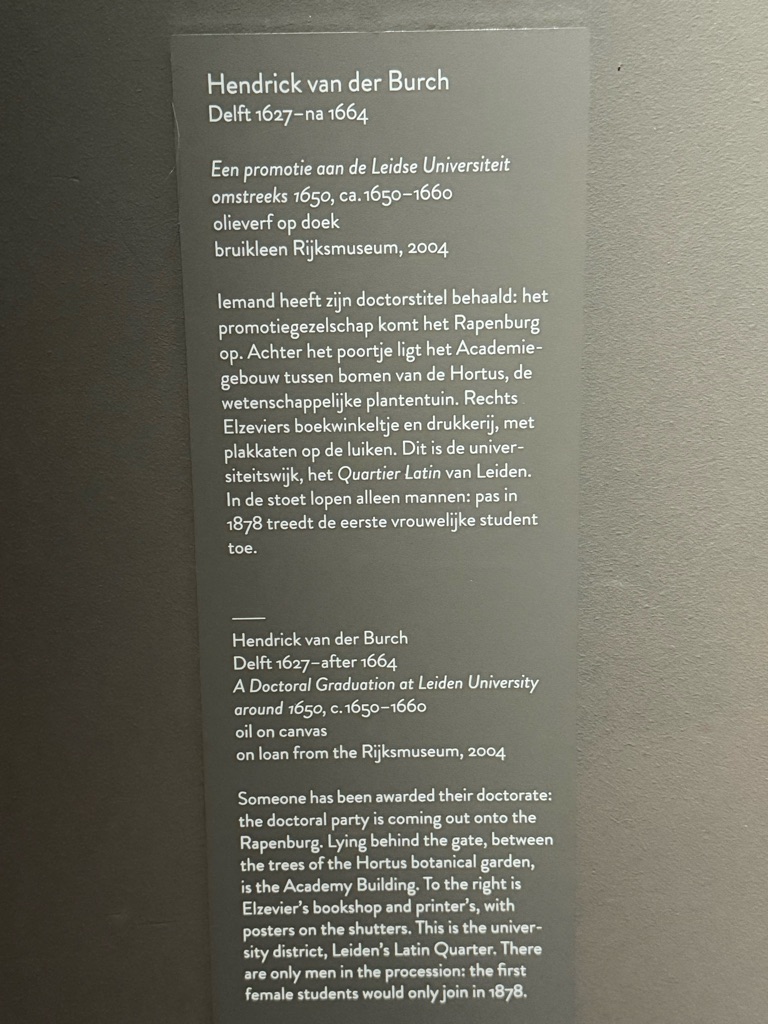 Hendrick van der Burch
Delft 1627–na 1664
Een promotie aan de Leidse Universiteit
omstreeks 1650, ca. 1650–1660
olieverf op doek
bruikleen Rijksmuseum, 2004
Iemand heeft zijn doctorstitel behaald: het
promotiegezelschap komt het Rapenburg
op. Achter het poortje ligt het Academie-
gebouw tussen bomen van de Hortus, de
wetenschappelijke plantentuin. Rechts
Elzeviers boekwinkeltje en drukkerij, met
plakkaten op de luiken. Dit is de univer-
siteitswijk, het Quartier Latin van Leiden.
In de stoet lopen alleen mannen: pas in
1878 treedt de eerste vrouwelijke student
toe.
Hendrick van der Burch
Delft 1627–after 1664
A Doctoral Graduation at Leiden University
around 1650, c. 1650–1660
oil on canvas
on loan from the Rijksmuseum, 2004
Someone has been awarded their doctorate:
the doctoral party is coming out onto the
Rapenburg. Lying behind the gate, between
the trees of the Hortus botanical garden,
is the Academy Building. To the right is
Elzevier's bookshop and printer's, with
posters on the shutters. This is the univer-
sity district, Leiden's Latin Quarter. There
are only men in the procession: the first
female students would only join in 1878.